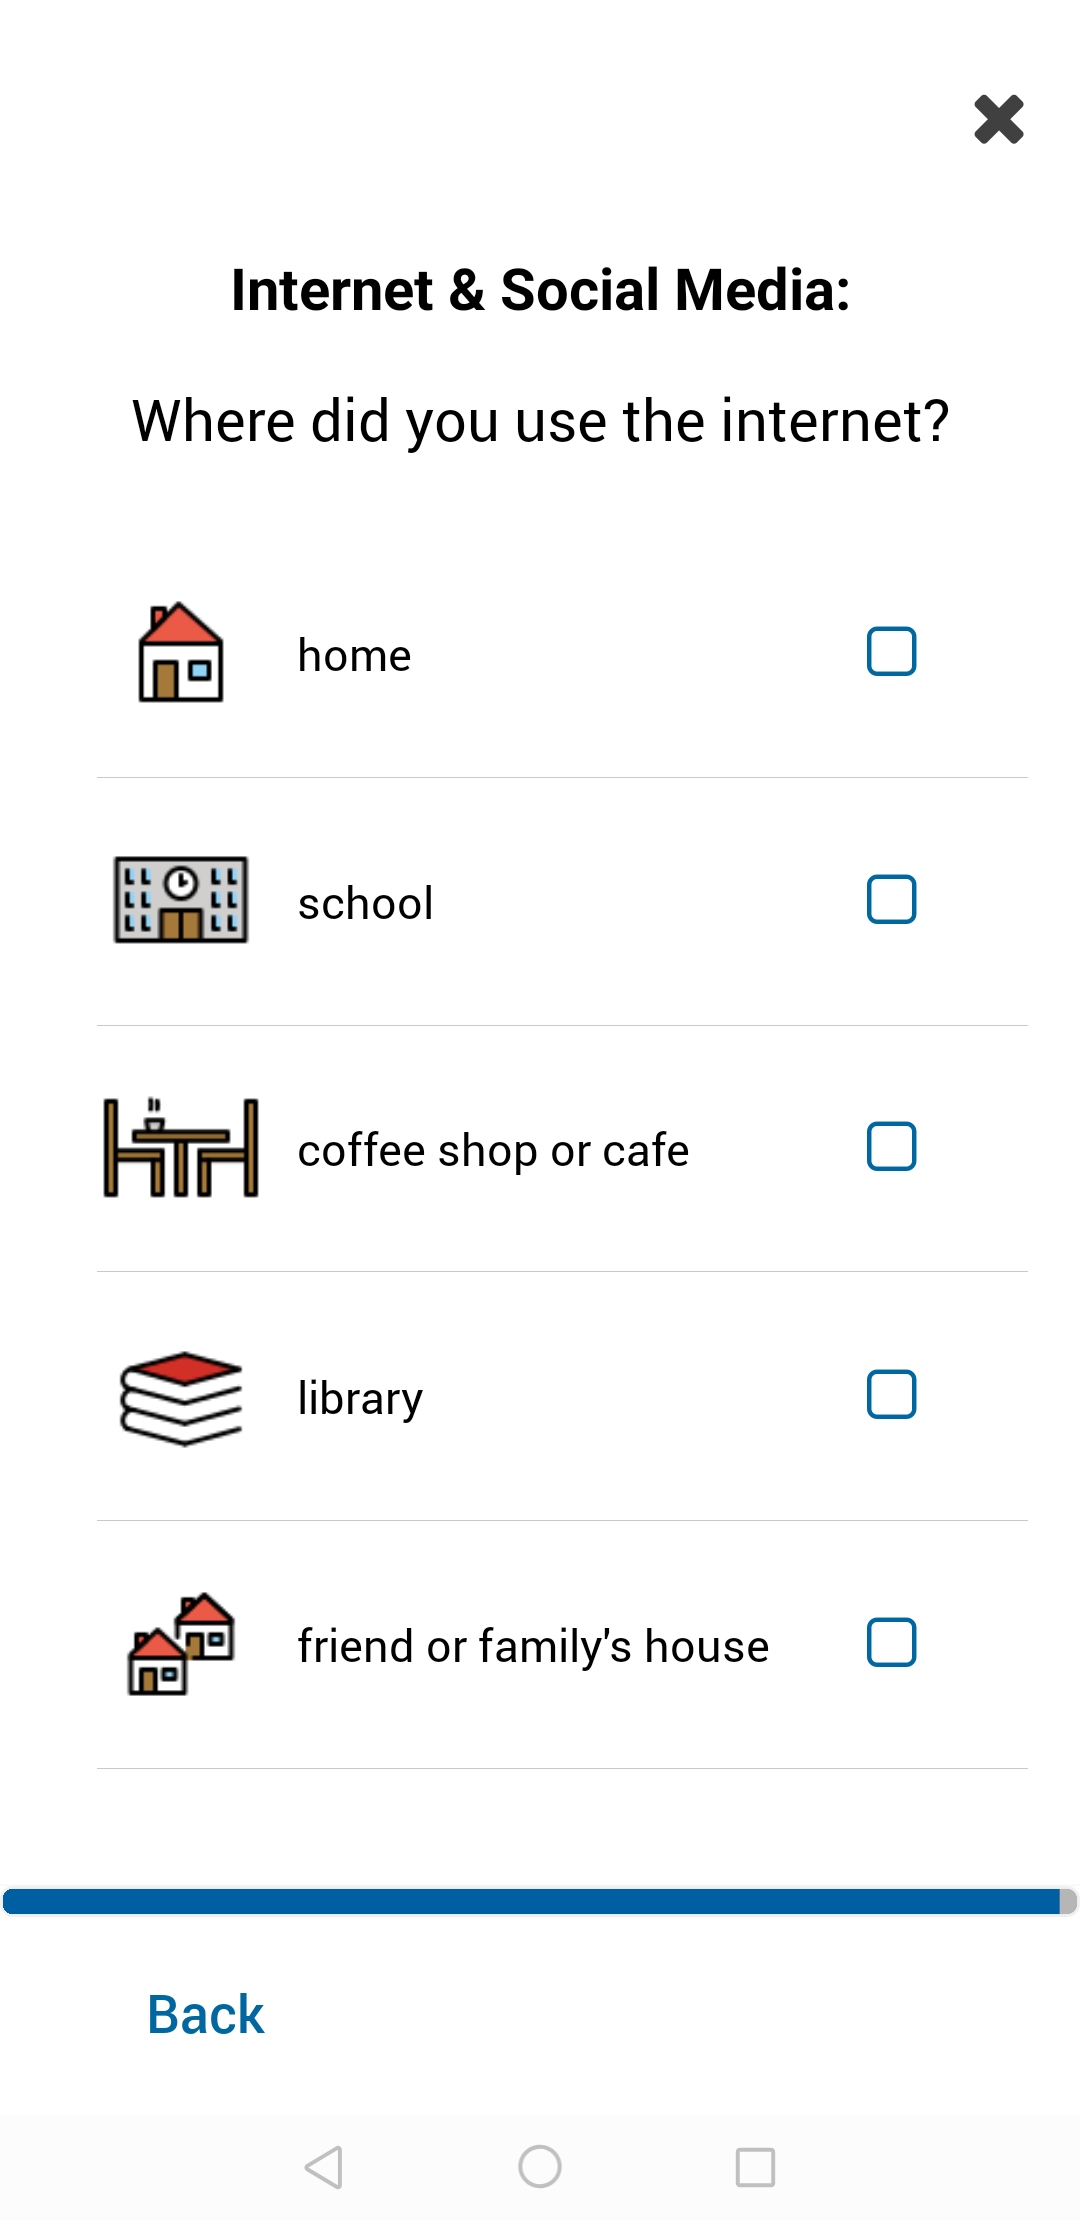 Internet & Social Media:
Where did you use the internet?
home
school
coffee shop or cafe
library
friend or family's house
Back